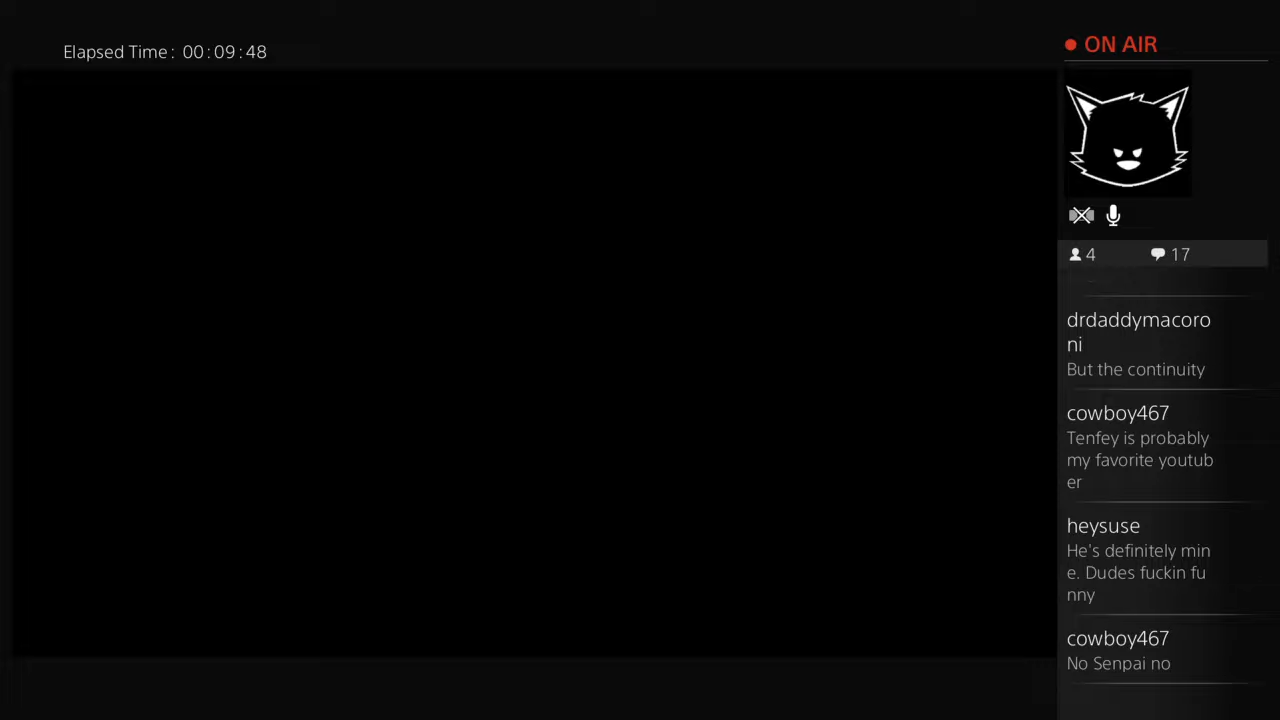 Elapsed Time: 00:09:48
ON AIR
4 17
drdaddymacoro
ni
But the continuity
cowboy467
Tenfey is probably
my favorite youtub
er
heysuse
He's definitely min
e. Dudes fuckin fu
nny
cowboy467
No Senpai no